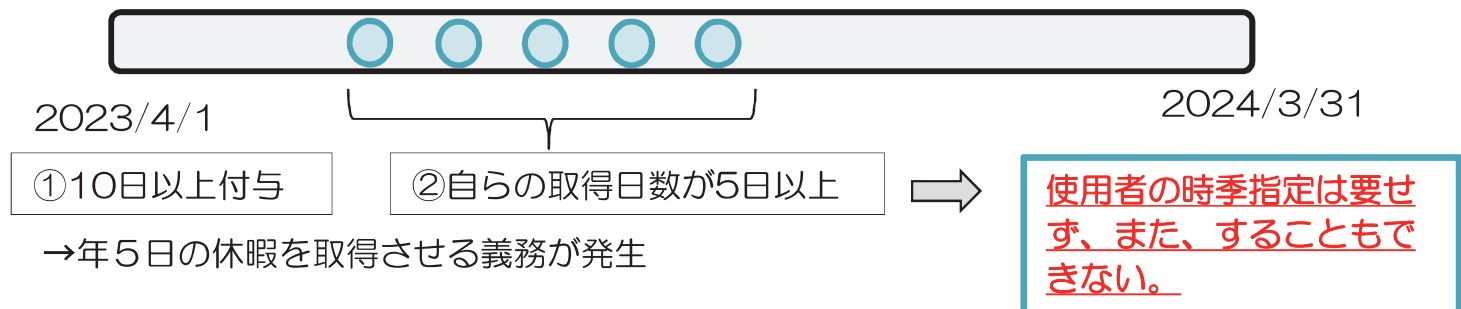 2023/4/1
2024/3/31
①10日以上付与
②自らの取得日数が5日以上
→年５日の休暇を取得させる義務が発生
使用者の時季指定は要せ
ず、また、することもで
きない。